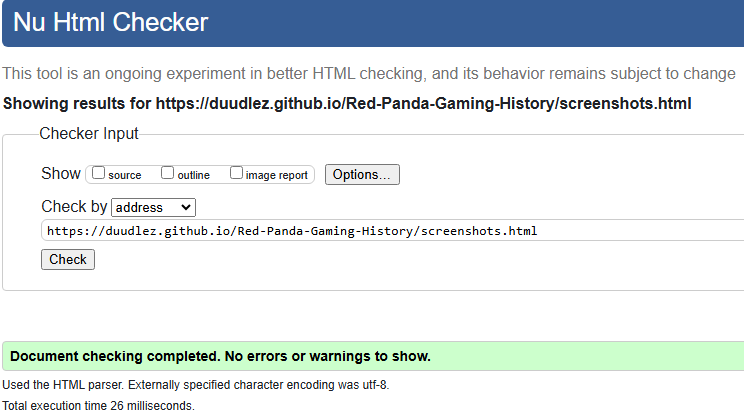 Nu Html Checker
This tool is an ongoing experiment in better HTML checking, and its behavior remains subject to change
Showing results for https://duudlez.github.io/Red-Panda-Gaming-History/screenshots.html
Checker Input
Show source outline image report Options...
Check by address
https://duudlez.github.io/Red-Panda-Gaming-History/screenshots.html
Check
Document checking completed. No errors or warnings to show.
Used the HTML parser. Externally specified character encoding was utf-8.
Total execution time 26 milliseconds.